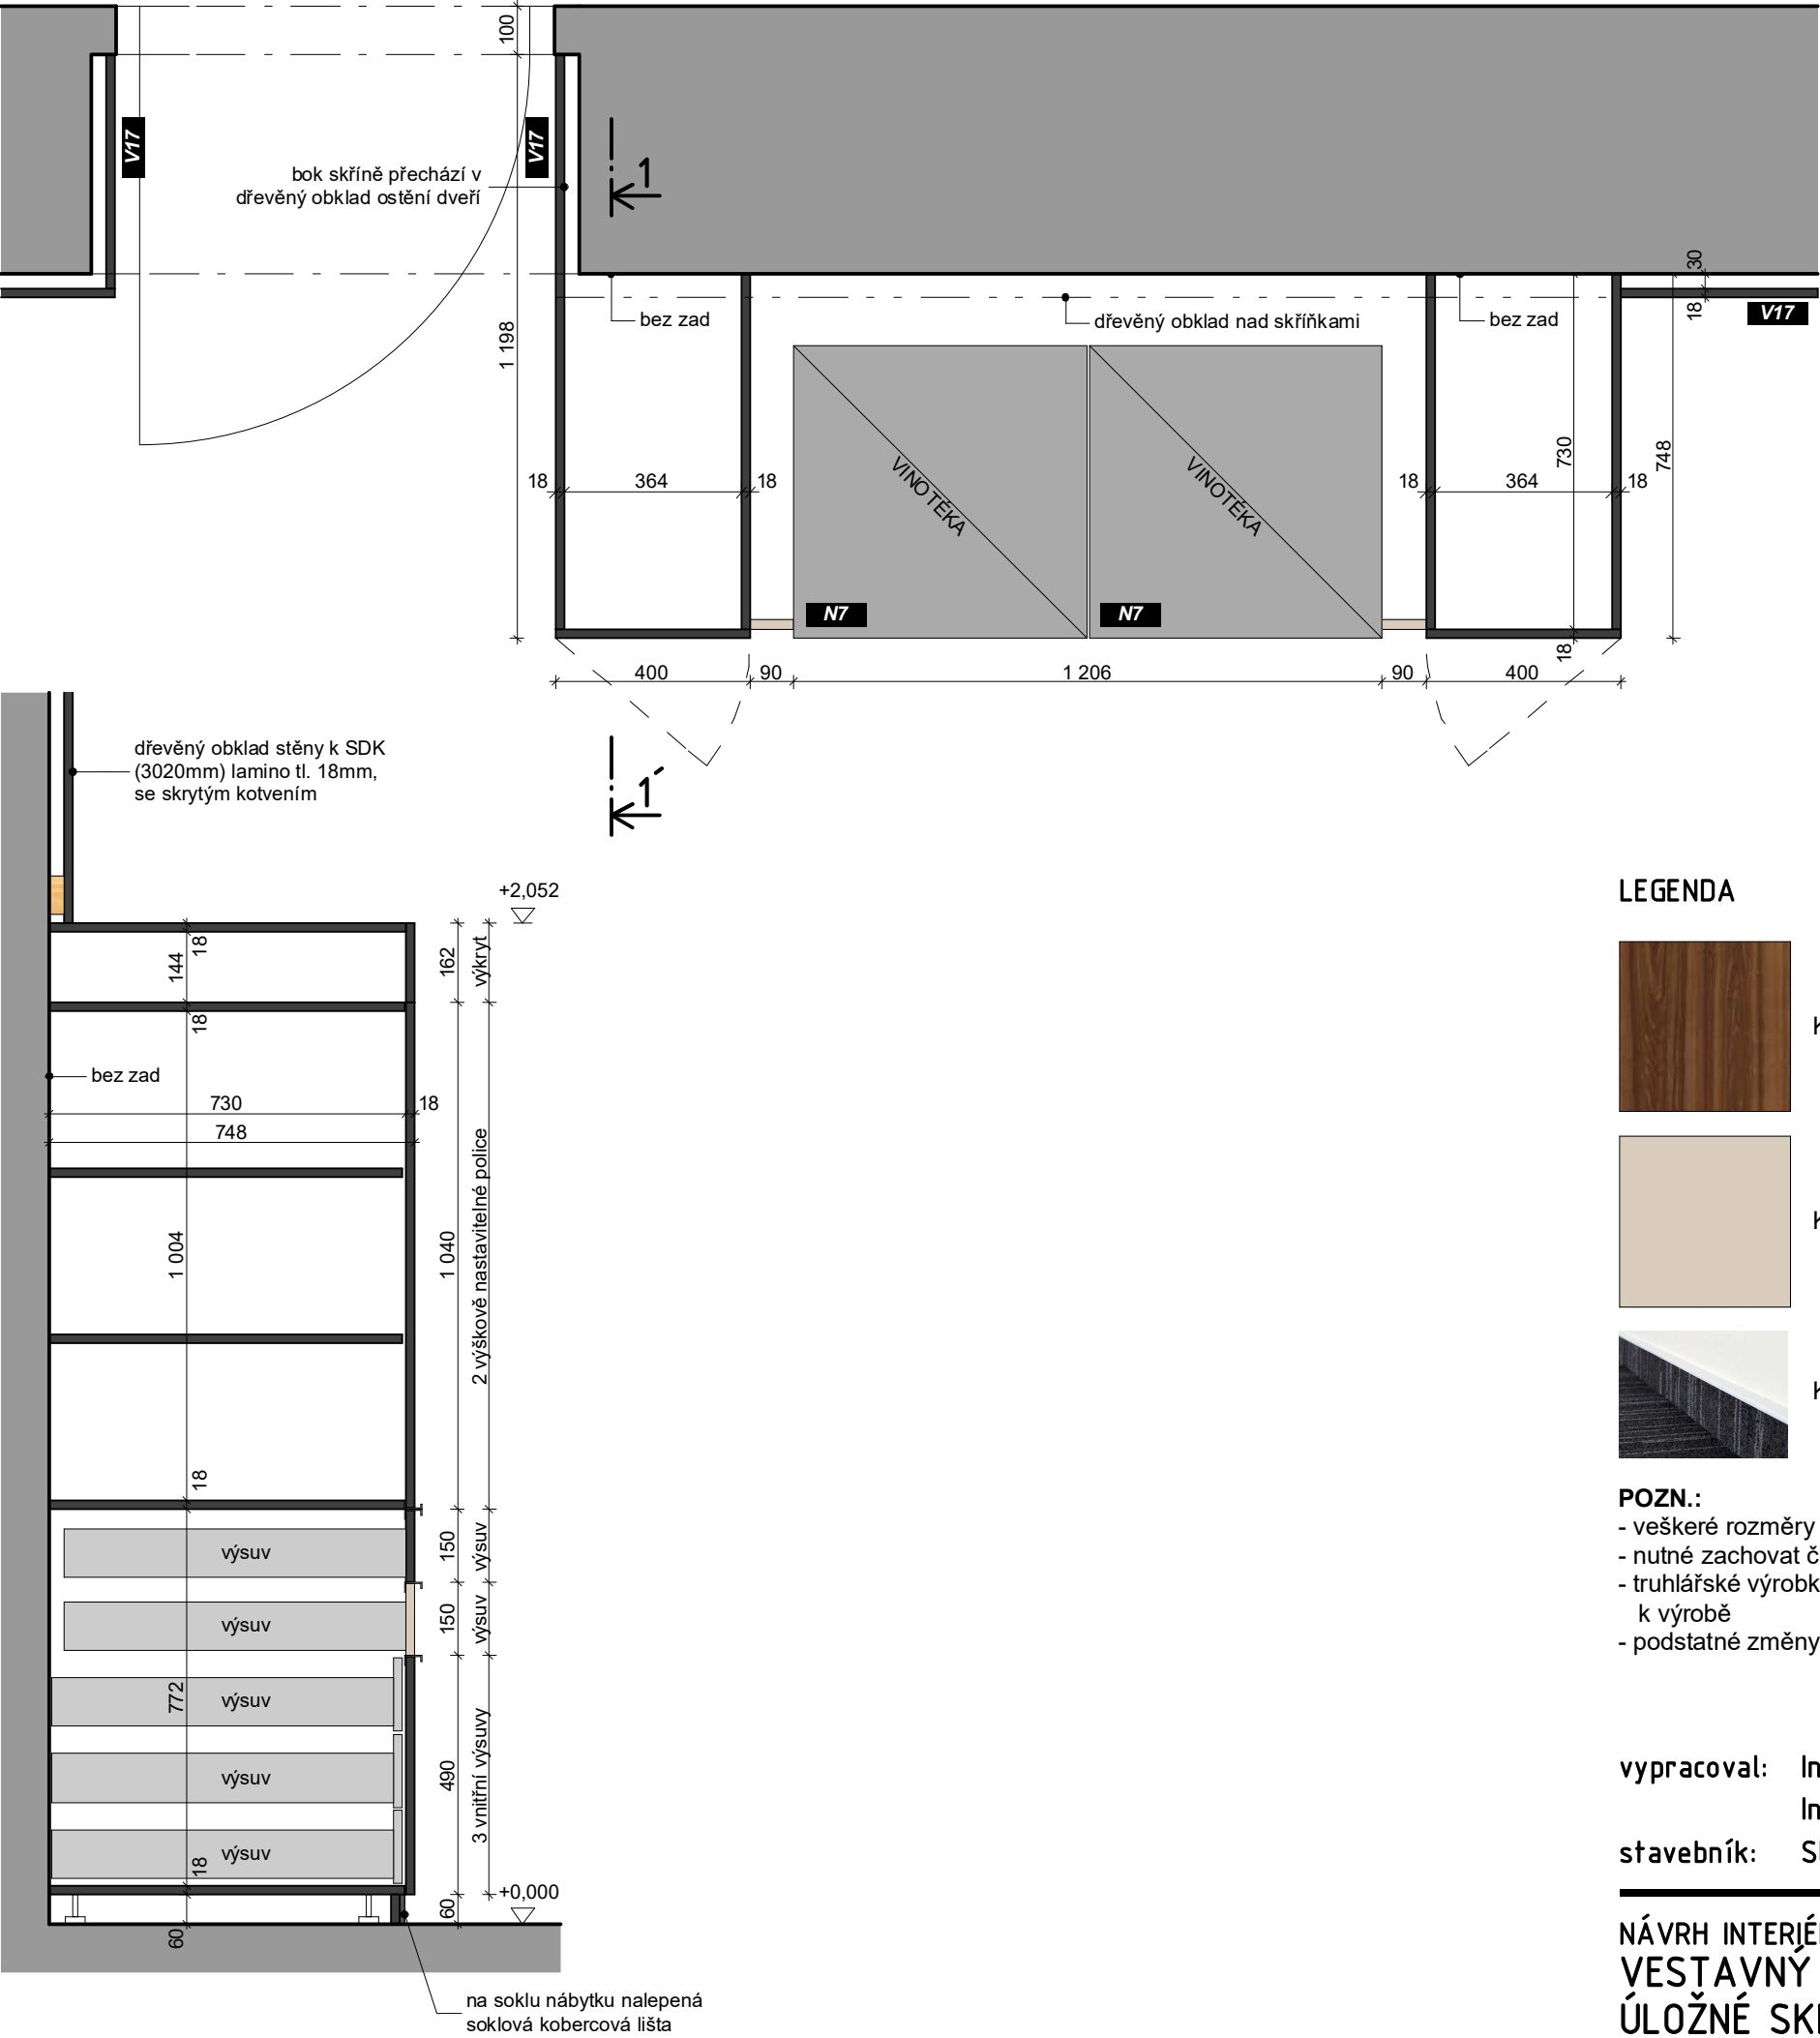 100
V17
V17
bok skříně přechází v
dřevěný obklad ostění dveří
1
1 198
bez zad
dřevěný obklad nad skříňkami
bez zad
30
18
V17
18
364
18
VINOTÉKA
VINOTÉKA
18
364
18
730
748
N7
N7
18
400
90
1 206
90
400
1´
dřevěný obklad stěny k SDK
(3020mm) lamino tl. 18mm,
se skrytým kotvením
+2,052
18
144
162
výkryt
18
bez zad
730
18
748
1 004
1 040
2 výškově nastavitelné police
18
výsuv
150
výsuv
výsuv
150
výsuv
výsuv
772
výsuv
490
3 vnitřní výsuvy
výsuv
18
60
60
+0,000
na soklu nábytku nalepená
soklová kobercová lišta
LEGENDA
K
K
K
POZN.:
- veškeré rozměry
- nutné zachovat č
- truhlářské výrobk
k výrobě
- podstatné změny
vypracoval: In
In
stavebník:
NÁVRH INTERIÉ
VESTAVNÝ
ÚLOŽNÉ SK